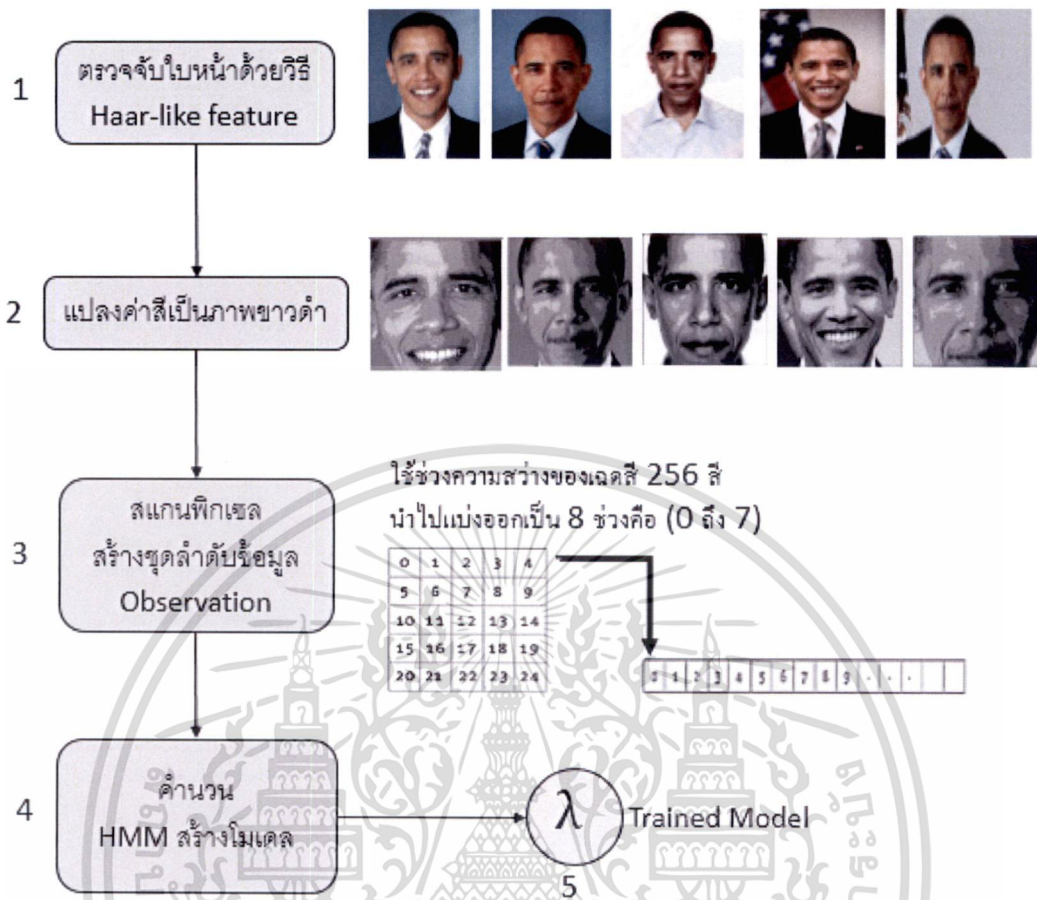 1
ตรวจจับใบหน้าด้วยวิธี
Haar-like feature
2
แปลงค่าสีเป็นภาพขาวดำ
3
สแกนพิกเซล
สร้างชุดลำดับข้อมูล
Observation
ใช้ช่วงความสว่างของเฉดสี 256 สี
นำไปแบ่งออกเป็น 8 ช่วงคือ (0 ถึง 7)
0 1 2 3 4
5 6 7 8 9
10 11 12 13 14
15 16 17 18 19
20 21 22 23 24
0 1 2 3 4 5 6 7 8 9 . . .
4
คำนวน
HMM สร้างโมเดล
λ
Trained Model
5